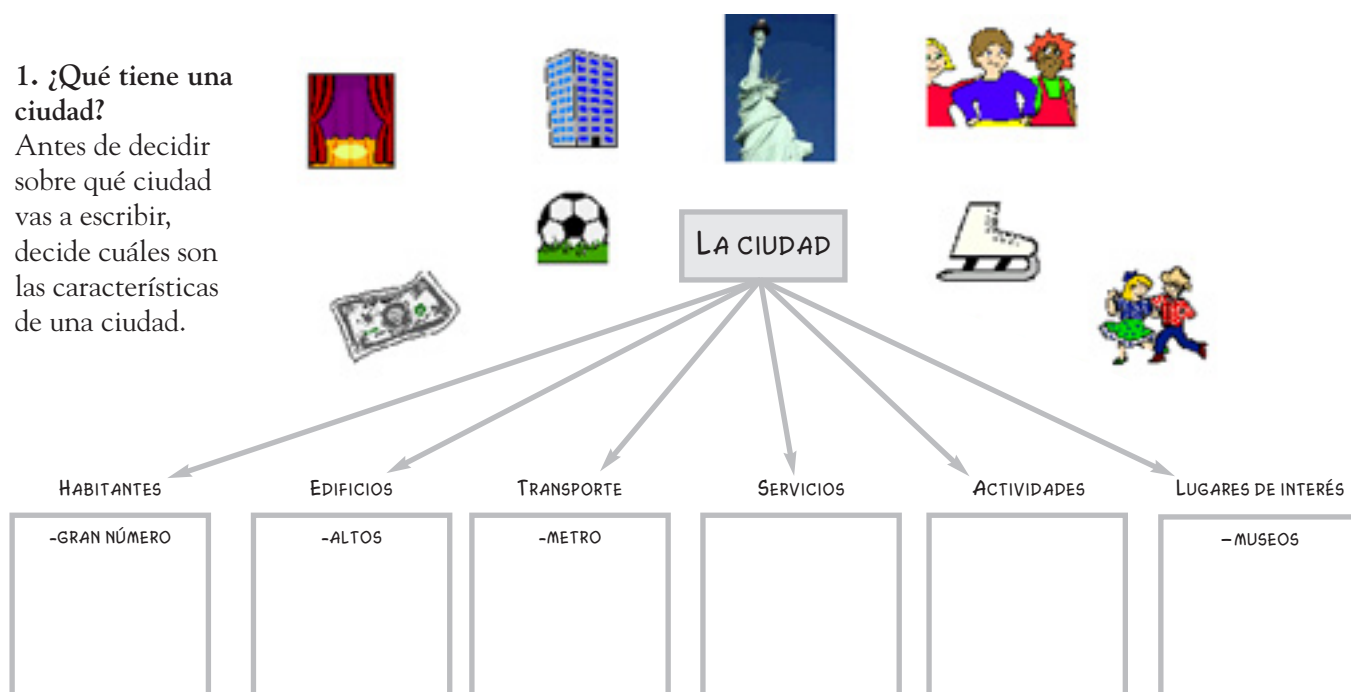 1. ¿Qué tiene una
ciudad?
Antes de decidir
sobre qué ciudad
vas a escribir,
decide cuáles son
las características
de una ciudad.
LA CIUDAD
HABITANTES
EDIFICIOS
TRANSPORTE
SERVICIOS
ACTIVIDADES
LUGARES DE INTERÉS
-GRAN NÚMERO
-ALTOS
-METRO
-MUSEOS